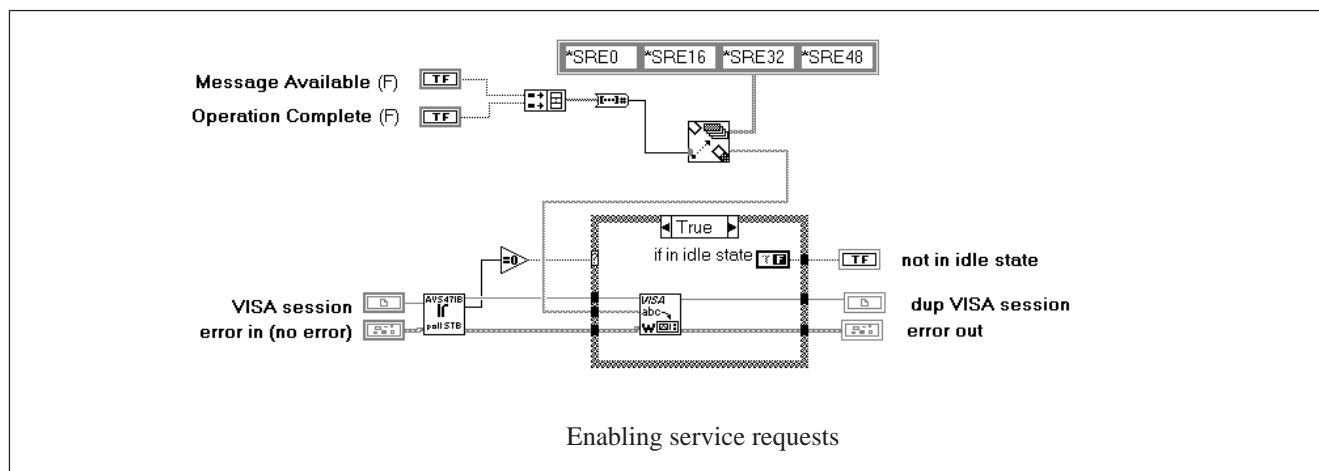 *SRE0 *SRE16 *SRE32 *SRE48
Message Available (F) TF
Operation Complete (F) TF
[...]#
True
=0
if in idle state F
TF not in idle state
?
VISA session
AVS47IB
VISA
dup VISA session
abc
error in (no error)
poll STB
W
error out
Enabling service requests